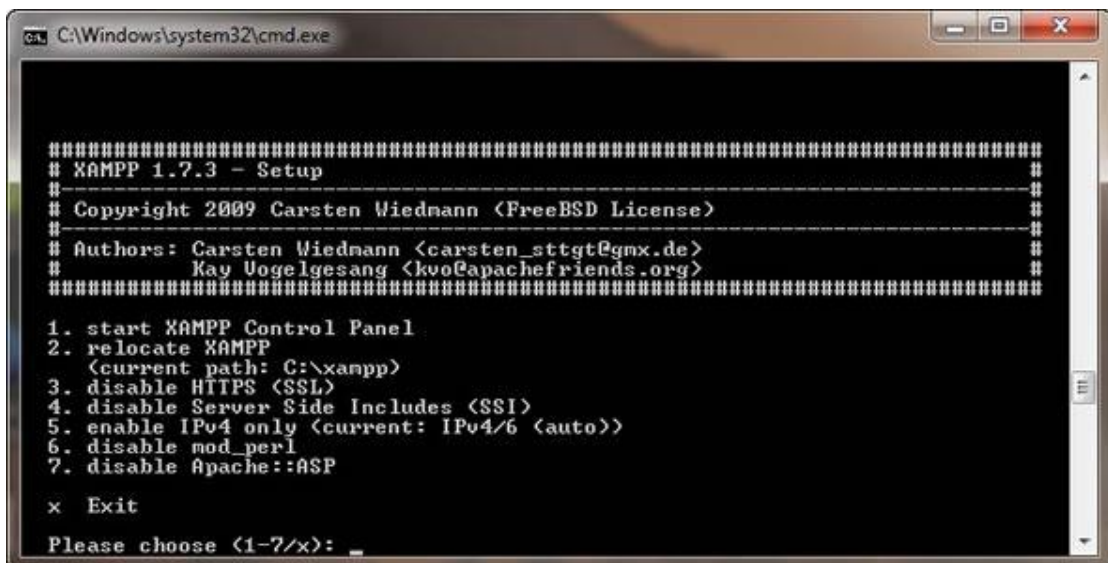 C:\Windows\system32\cmd.exe
###########################################################################
# XAMPP 1.7.3 - Setup #
#-------------------------------------------------------------------------#
# Copyright 2009 Carsten Wiedmann (FreeBSD License) #
#-------------------------------------------------------------------------#
# Authors: Carsten Wiedmann <carsten_sttgt@gmx.de> #
# Kay Vogelgesang <kvo@apachefriends.org> #
###########################################################################
1. start XAMPP Control Panel
2. relocate XAMPP
(current path: C:\xampp)
3. disable HTTPS (SSL)
4. disable Server Side Includes (SSI)
5. enable IPv4 only (current: IPv4/6 (auto))
6. disable mod_perl
7. disable Apache::ASP
x Exit
Please choose (1-7/x): _